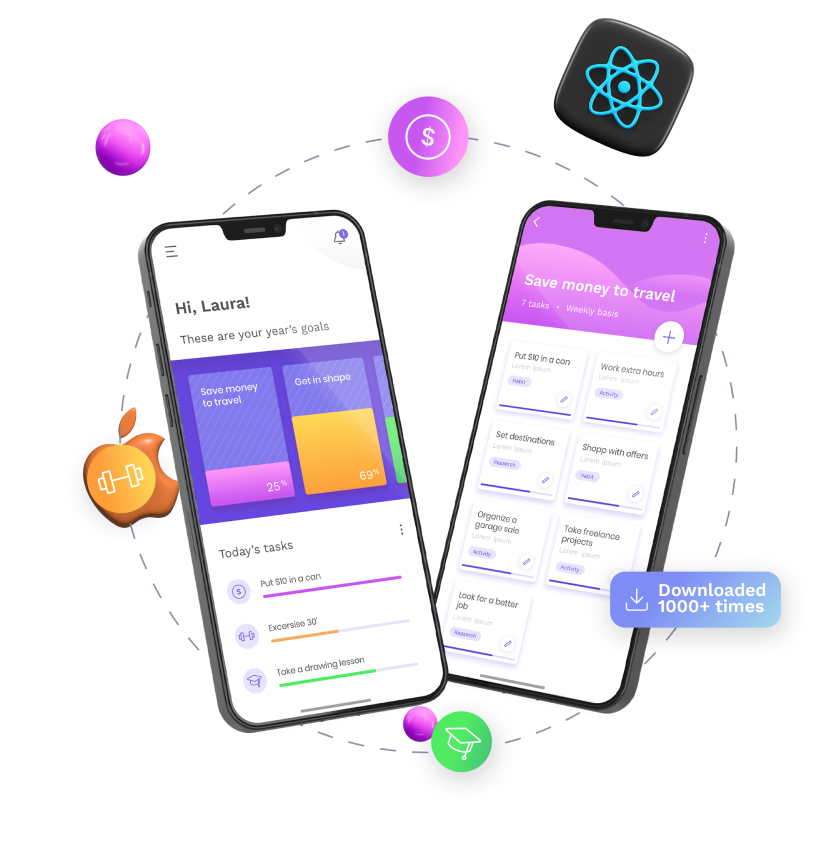 $
1
Hi, Laura!
These are your year's goals
Save money
to travel
25%
Get in shape
69%
Today's tasks
$
Put $10 in a can
Excersise 30'
Take a drawing lesson
Save money to travel
7 tasks • Weekly basis
Put $10 in a can
Lorem ipsum
Habit
Work extra hours
Lorem ipsum
Activity
Set destinations
Lorem ipsum
Research
Shopp with offers
Lorem ipsum
Habit
Organize a
garage sale
Lorem ipsum
Activity
Take freelance
projects
Lorem ipsum
Activity
Look for a better
job
Lorem ipsum
Research
Downloaded
1000+ times